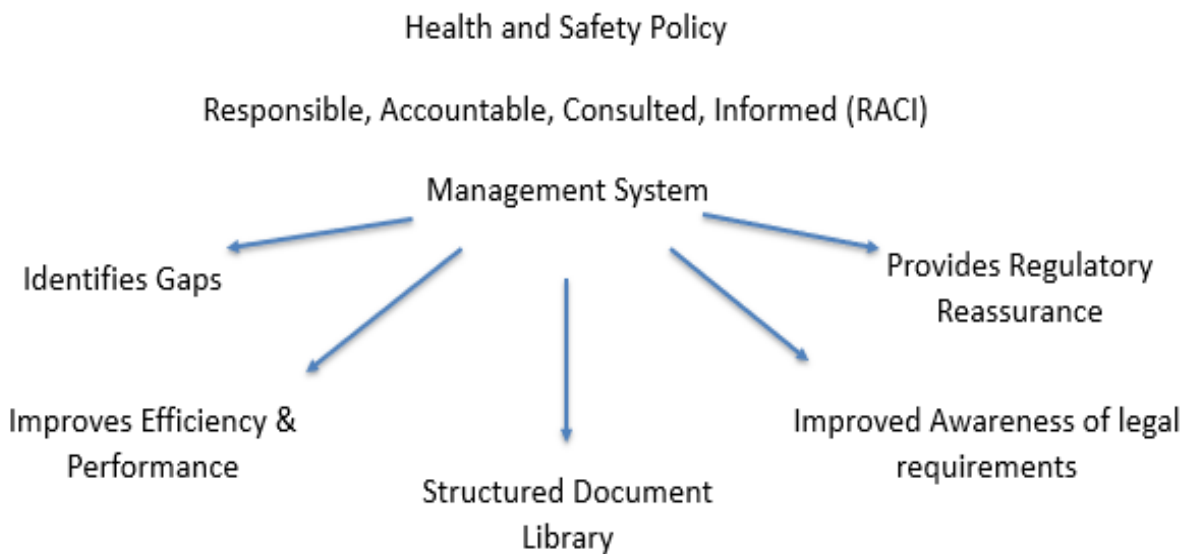 Health and Safety Policy
Responsible, Accountable, Consulted, Informed (RACI)
Management System
Identifies Gaps
Provides Regulatory
Reassurance
Improves Efficiency &
Performance
Structured Document
Library
Improved Awareness of legal
requirements